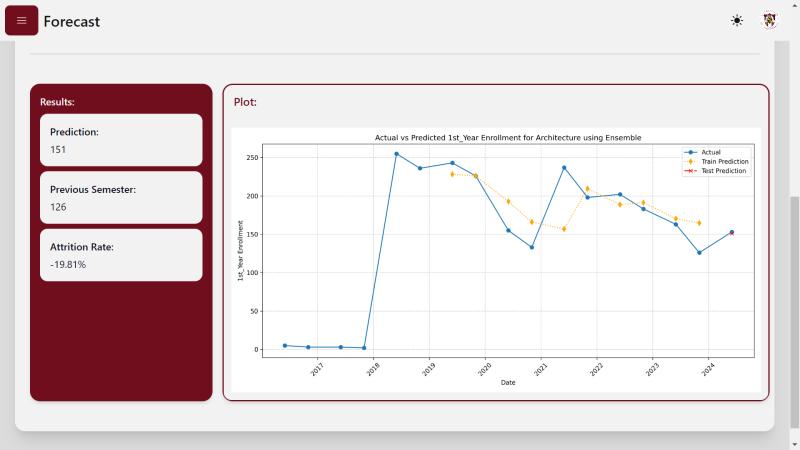 Forecast
Results:
Prediction:
151
Previous Semester:
126
Attrition Rate:
-19.81%
Plot:
Actual vs Predicted 1st_Year Enrollment for Architecture using Ensemble
Actual
Train Prediction
Test Prediction
1st_Year Enrollment
250
200
150
100
50
0
2017
2018
2019
2020
2021
2022
2023
2024
Date